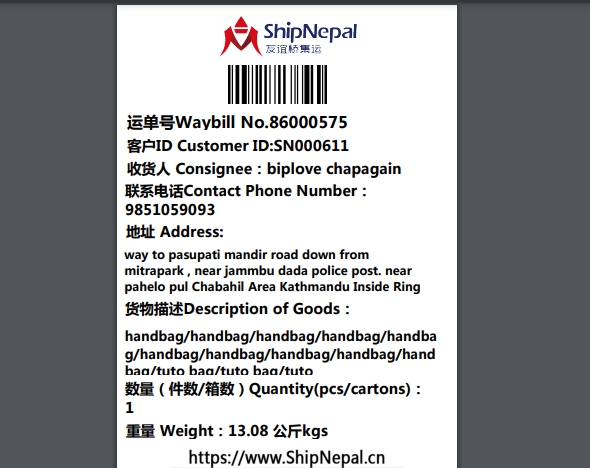 ShipNepal
友谊桥集运
运单号Waybill No.86000575
客户ID Customer ID:SN000611
收货人 Consignee：biplove chapagain
联系电话Contact Phone Number：
9851059093
地址 Address:
way to pasupati mandir road down from
mitrapark , near jammbu dada police post. near
pahelo pul Chabahil Area Kathmandu Inside Ring
货物描述Description of Goods：
handbag/handbag/handbag/handbag/handba
g/handbag/handbag/handbag/handbag/hand
bag/tuto bag/tuto bag/tuto
数量（件数/箱数）Quantity(pcs/cartons)：
1
重量 Weight：13.08 公斤kgs
https://www.ShipNepal.cn